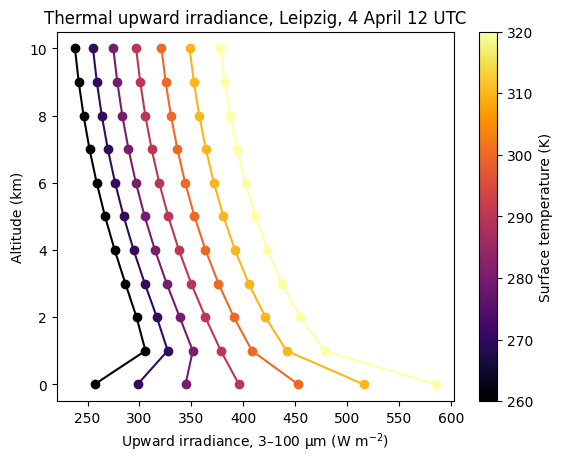 Thermal upward irradiance, Leipzig, 4 April 12 UTC
10
8
6
4
2
0
Altitude (km)
250 300 350 400 450 500 550 600
Upward irradiance, 3–100 μm (W m⁻²)
320
310
300
290
280
270
260
Surface temperature (K)